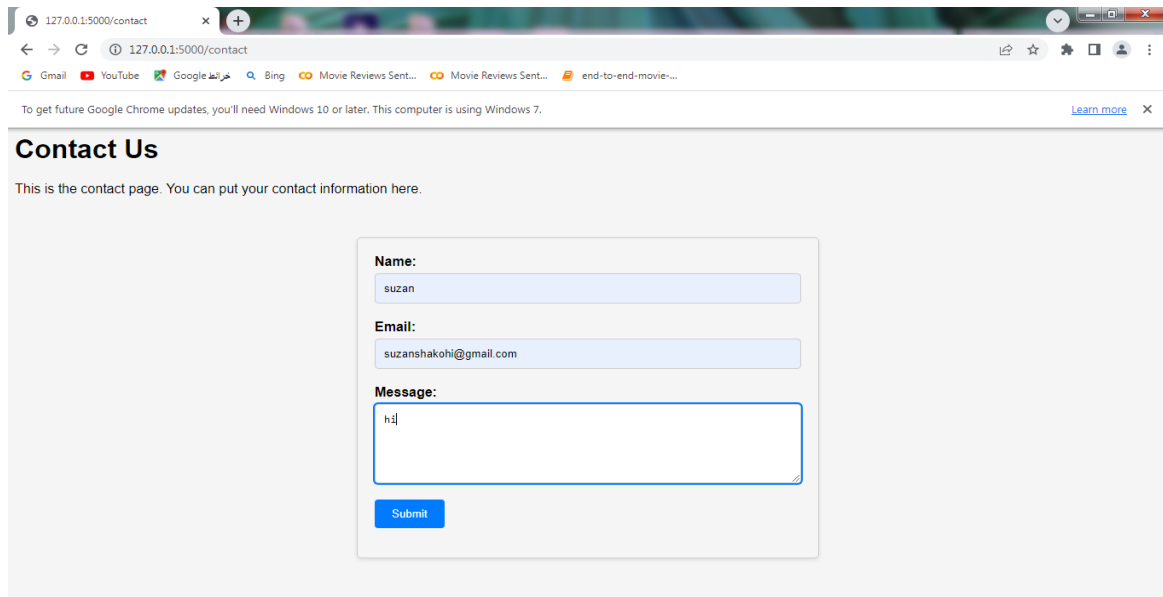 127.0.0.1:5000/contact
127.0.0.1:5000/contact
Gmail YouTube Google خرائط Bing Movie Reviews Sent... Movie Reviews Sent... end-to-end-movie-...
To get future Google Chrome updates, you'll need Windows 10 or later. This computer is using Windows 7. Learn more
Contact Us
This is the contact page. You can put your contact information here.
Name:
suzan
Email:
suzanshakohi@gmail.com
Message:
hi
Submit